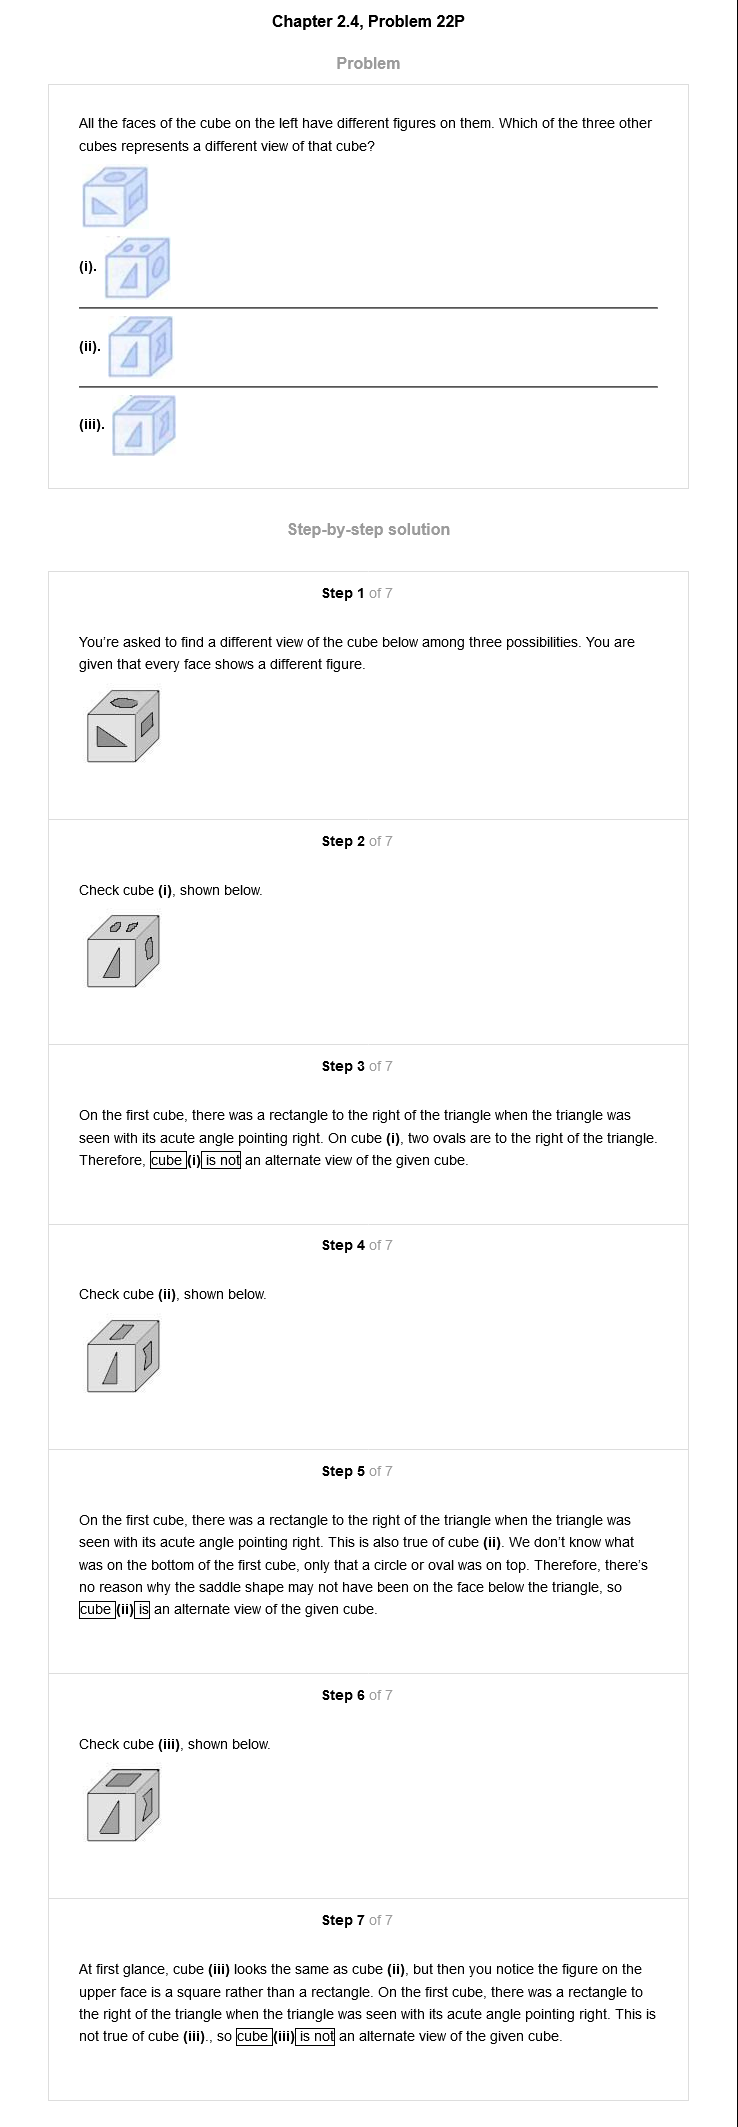 Chapter 2.4, Problem 22P
Problem
All the faces of the cube on the left have different figures on them. Which of the three other
cubes represents a different view of that cube?
(i).
(ii).
(iii).
Step-by-step solution
Step 1 of 7
You're asked to find a different view of the cube below among three possibilities. You are
given that every face shows a different figure.
Step 2 of 7
Check cube (i), shown below.
Step 3 of 7
On the first cube, there was a rectangle to the right of the triangle when the triangle was
seen with its acute angle pointing right. On cube (i), two ovals are to the right of the triangle.
Therefore, cube (i) is not an alternate view of the given cube.
Step 4 of 7
Check cube (ii), shown below.
Step 5 of 7
On the first cube, there was a rectangle to the right of the triangle when the triangle was
seen with its acute angle pointing right. This is also true of cube (ii). We don't know what
was on the bottom of the first cube, only that a circle or oval was on top. Therefore, there's
no reason why the saddle shape may not have been on the face below the triangle, so
cube (ii) is an alternate view of the given cube.
Step 6 of 7
Check cube (iii), shown below.
Step 7 of 7
At first glance, cube (iii) looks the same as cube (ii), but then you notice the figure on the
upper face is a square rather than a rectangle. On the first cube, there was a rectangle to
the right of the triangle when the triangle was seen with its acute angle pointing right. This is
not true of cube (iii)., so cube (iii) is not an alternate view of the given cube.